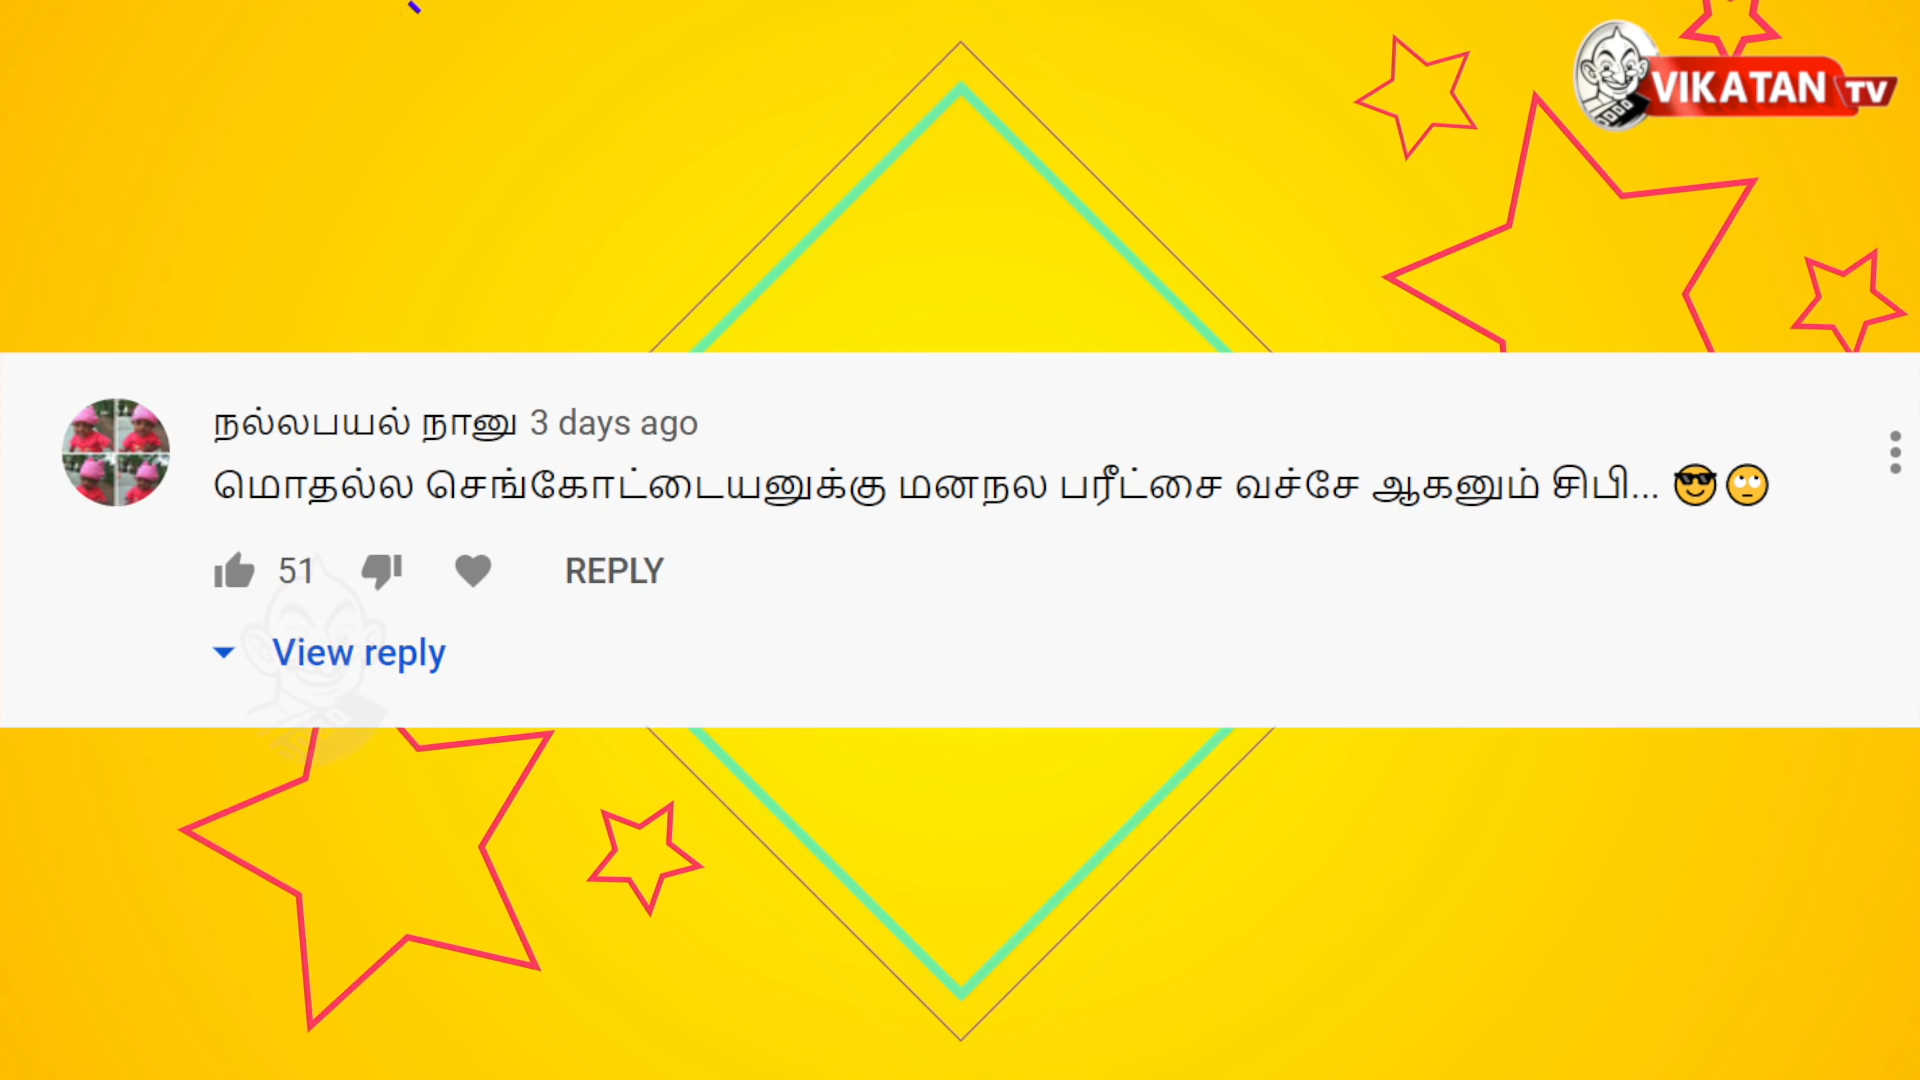 VIKATAN TV
நல்லபயல் நானு 3 days ago
மொதல்ல செங்கோட்டையனுக்கு மனநல பரீட்சை வச்சே ஆகனும் சிபி... 😎🙄
51 REPLY
View reply